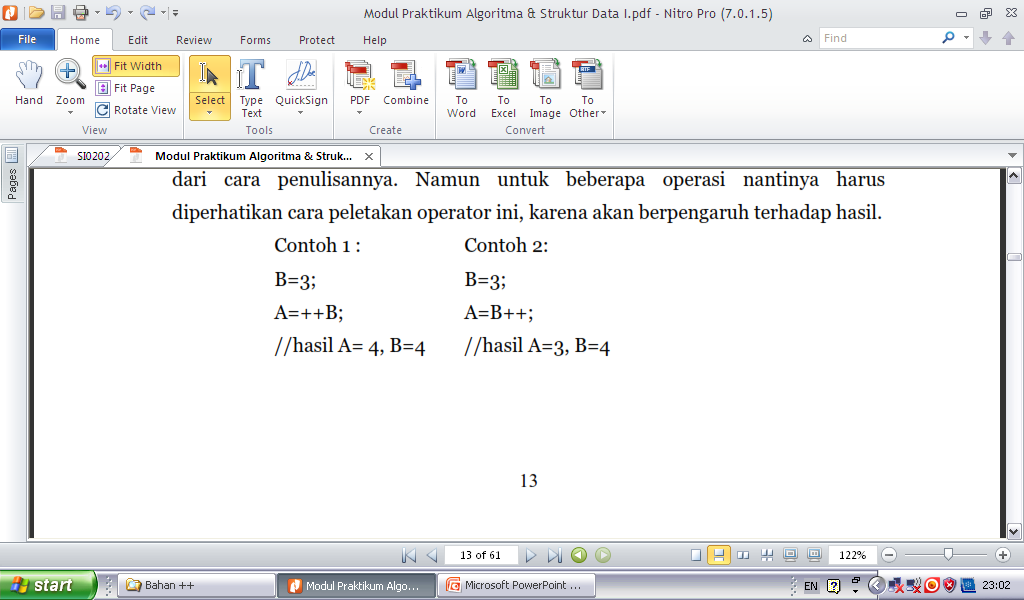 Modul Praktikum Algoritma & Struktur Data I.pdf - Nitro Pro (7.0.1.5)
File Home Edit Review Forms Protect Help Find
Hand Zoom Fit Width Fit Page Rotate View
View
Select Type Text QuickSign
Tools
PDF Combine
Create
To Word To Excel To Image To Other
Convert
SI0202 Modul Praktikum Algoritma & Struk...
Pages
dari cara penulisannya. Namun untuk beberapa operasi nantinya harus
diperhatikan cara peletakan operator ini, karena akan berpengaruh terhadap hasil.
Contoh 1 : Contoh 2:
B=3; B=3;
A=++B; A=B++;
//hasil A= 4, B=4 //hasil A=3, B=4
13
13 of 61 122%
start Bahan ++ Modul Praktikum Algo... Microsoft PowerPoint ... EN 23:02